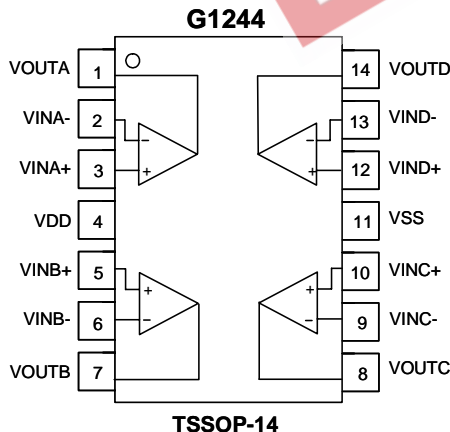 G1244
VOUTA 1 14 VOUTD
VINA- 2 13 VIND-
VINA+ 3 12 VIND+
VDD 4 11 VSS
VINB+ 5 10 VINC+
VINB- 6 9 VINC-
VOUTB 7 8 VOUTC
TSSOP-14